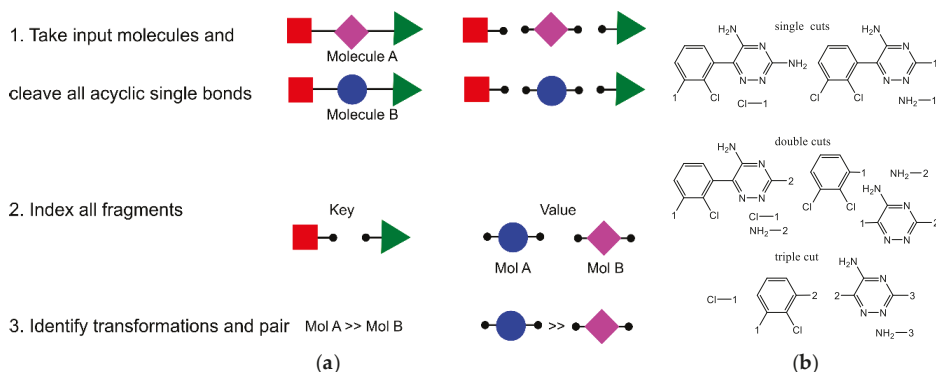 1. Take input molecules and
cleave all acyclic single bonds
Molecule A
Molecule B
2. Index all fragments
Key
Value
Mol A
Mol B
3. Identify transformations and pair
Mol A >> Mol B
>>
(a)
single cuts
H₂N
N
NH₂
N
N
1
Cl
Cl—1
H₂N
N
1
N
N
Cl
Cl
NH₂—1
double cuts
H₂N
N
2
N
N
1
Cl
Cl—1
NH₂—2
1
Cl
Cl
NH₂—2
H₂N
N
1
2
N
N
triple cut
Cl—1
2
1
Cl
H₂N
N
2
3
N
N
NH₂—3
(b)